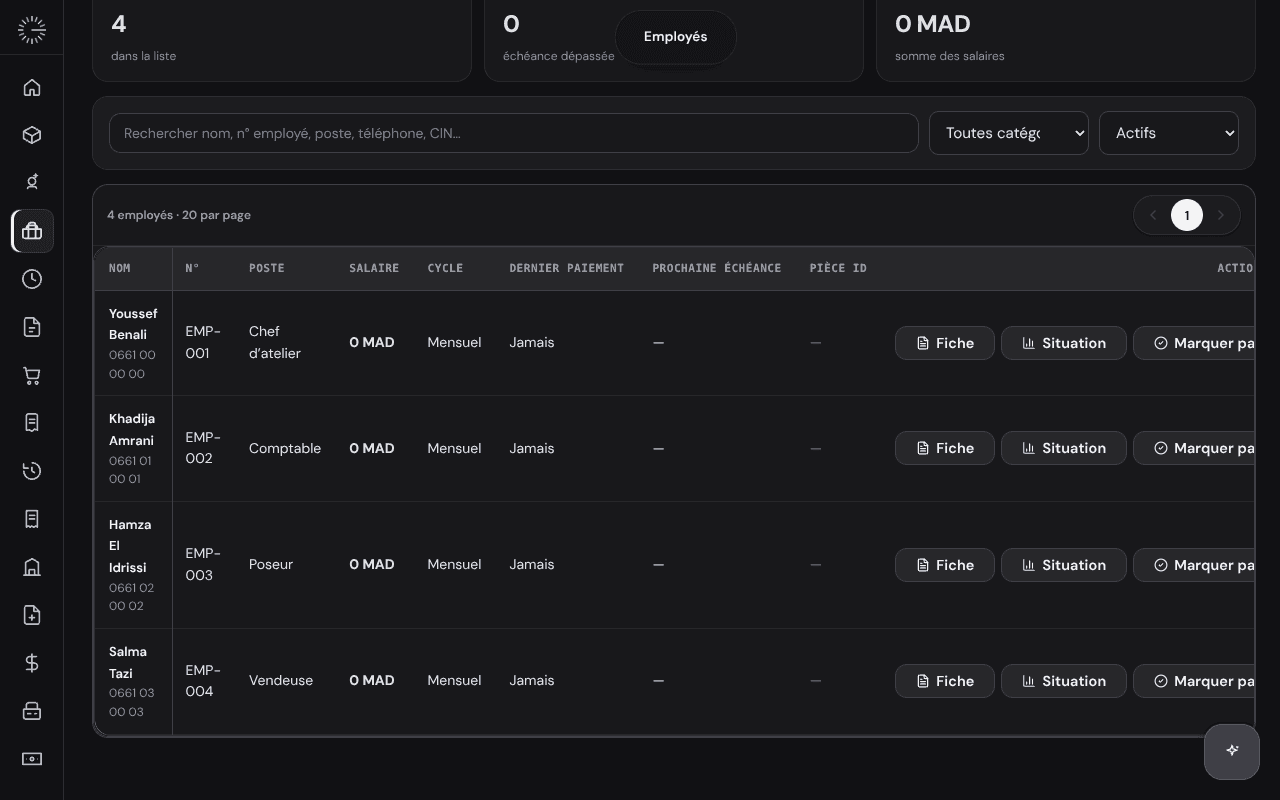 4
dans la liste
0
échéance dépassée
Employés
0 MAD
somme des salaires
Rechercher nom, n° employé, poste, téléphone, CIN…
Toutes catégo
Actifs
4 employés · 20 par page
1
NOM N° POSTE SALAIRE CYCLE DERNIER PAIEMENT PROCHAINE ÉCHÉANCE PIÈCE ID ACTIO
Youssef
Benali
0661 00
00 00
EMP-
001
Chef
d’atelier
0 MAD Mensuel Jamais — — Fiche Situation Marquer pa
Khadija
Amrani
0661 01
00 01
EMP-
002
Comptable 0 MAD Mensuel Jamais — — Fiche Situation Marquer pa
Hamza
El
Idrissi
0661 02
00 02
EMP-
003
Poseur 0 MAD Mensuel Jamais — — Fiche Situation Marquer pa
Salma
Tazi
0661 03
00 03
EMP-
004
Vendeuse 0 MAD Mensuel Jamais — — Fiche Situation Marquer pa